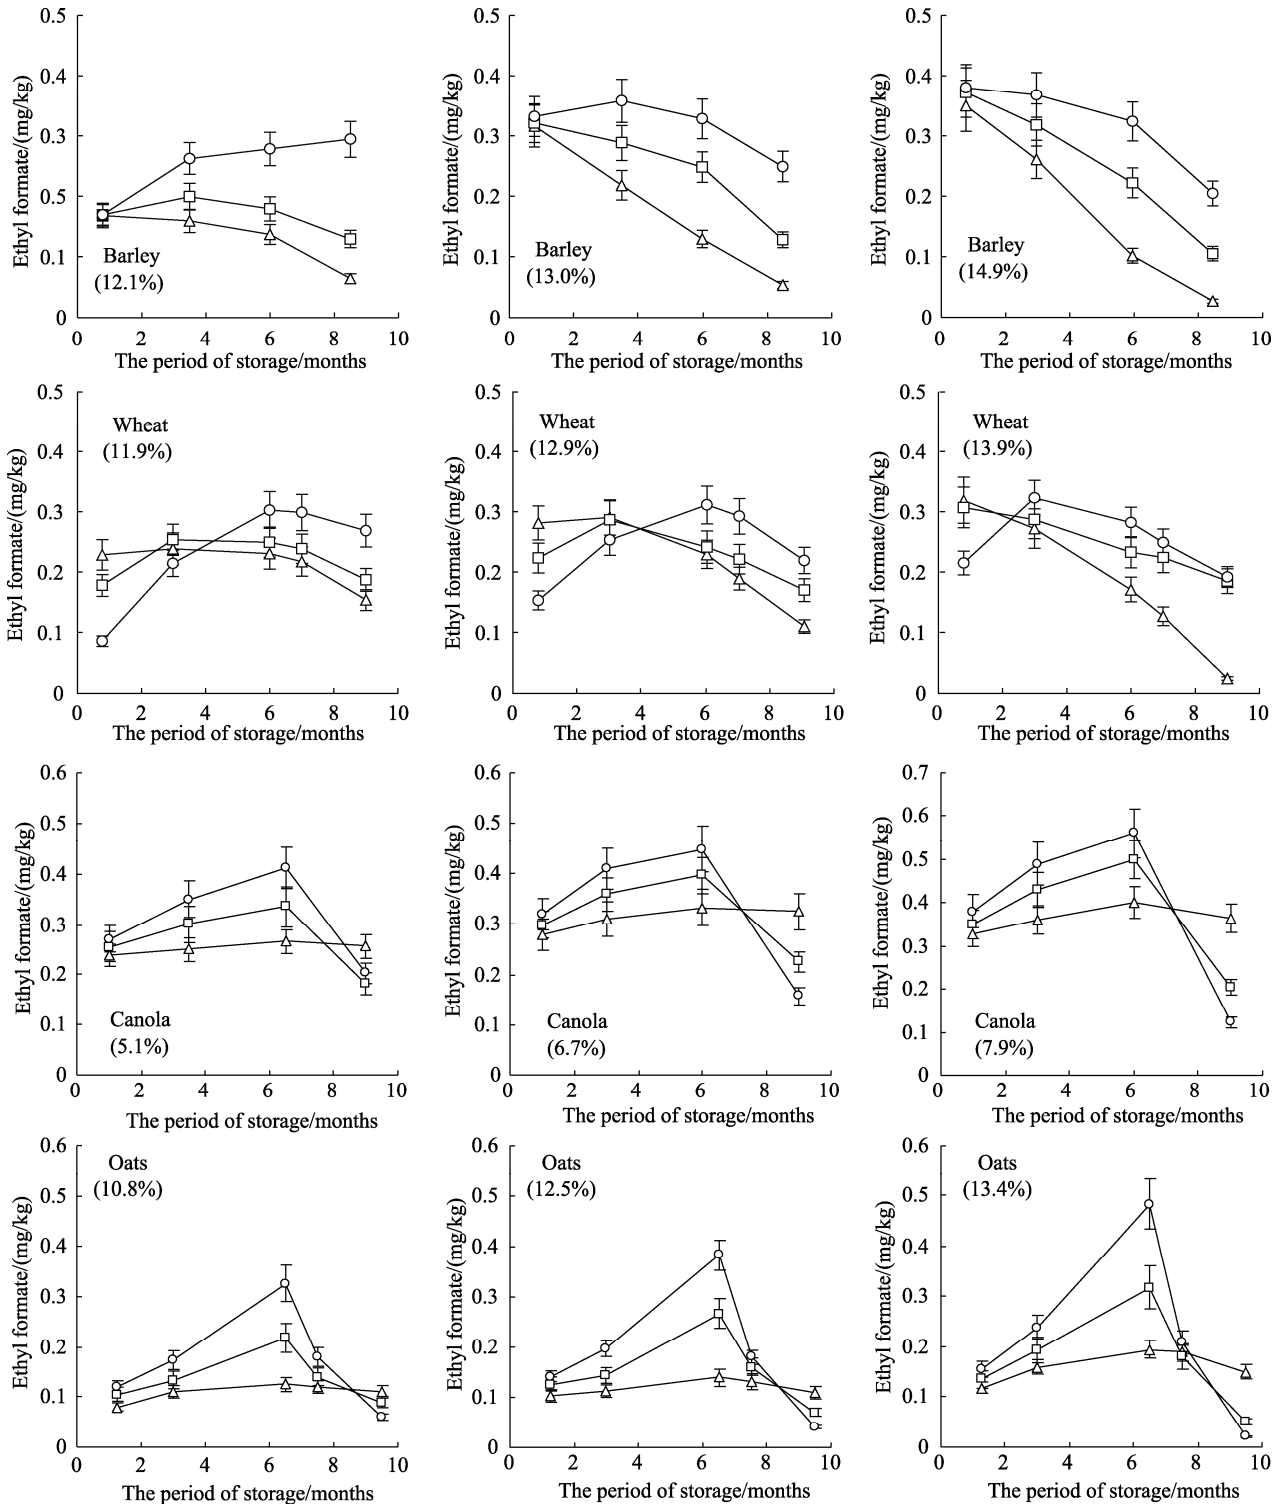 0.5
0.4
0.3
0.5
0.1
0
Ethyl formate/(mg/kg)
Barley
(12.1%)
0 2 4 6 8 10
The period of storage/months
0.5
0.4
0.3
0.2
0.1
0
Ethyl formate/(mg/kg)
Barley
(13.0%)
0 2 4 6 8 10
The period of storage/months
0.5
0.4
0.3
0.2
0.1
0
Ethyl formate/(mg/kg)
Barley
(14.9%)
0 2 4 6 8 10
The period of storage/months
0.5
0.4
0.3
0.2
0.1
0
Ethyl formate/(mg/kg)
Wheat
(11.9%)
0 2 4 6 8 10
The period of storage/months
0.5
0.4
0.3
0.2
0.1
0
Ethyl formate/(mg/kg)
Wheat
(12.9%)
0 2 4 6 8 10
The period of storage/months
0.5
0.4
0.3
0.2
0.1
0
Ethyl formate/(mg/kg)
Wheat
(13.9%)
0 2 4 6 8 10
The period of storage/months
0.6
0.5
0.4
0.3
0.2
0.1
0
Ethyl formate/(mg/kg)
Canola
(5.1%)
0 2 4 6 8 10
The period of storage/months
0.6
0.5
0.4
0.3
0.2
0.1
0
Ethyl formate/(mg/kg)
Canola
(6.7%)
0 2 4 6 8 10
The period of storage/months
0.7
0.6
0.5
0.4
0.3
0.2
0.1
0
Ethyl formate/(mg/kg)
Canola
(7.9%)
0 2 4 6 8 10
The period of storage/months
0.6
0.5
0.4
0.3
0.2
0.1
0
Ethyl formate/(mg/kg)
Oats
(10.8%)
0 2 4 6 8 10
The period of storage/months
0.6
0.5
0.4
0.3
0.2
0.1
0
Ethyl formate/(mg/kg)
Oats
(12.5%)
0 2 4 6 8 10
The period of storage/months
0.6
0.5
0.4
0.3
0.2
0.1
0
Ethyl formate/(mg/kg)
Oats
(13.4%)
0 2 4 6 8 10
The period of storage/months